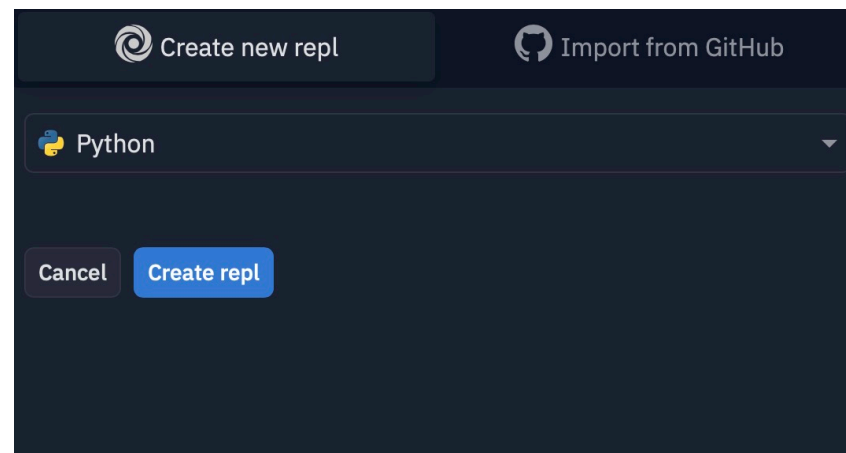 Create new repl
Import from GitHub
Python
Cancel
Create repl